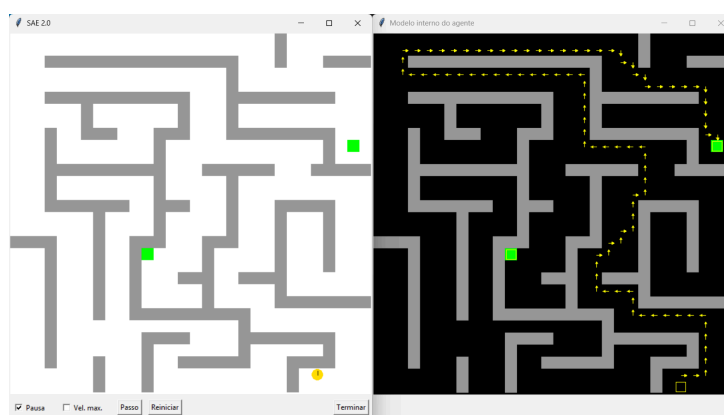 SAE 2.0
Modelo interno do agente
Pausa
Vel. max.
Passo
Reiniciar
Terminar